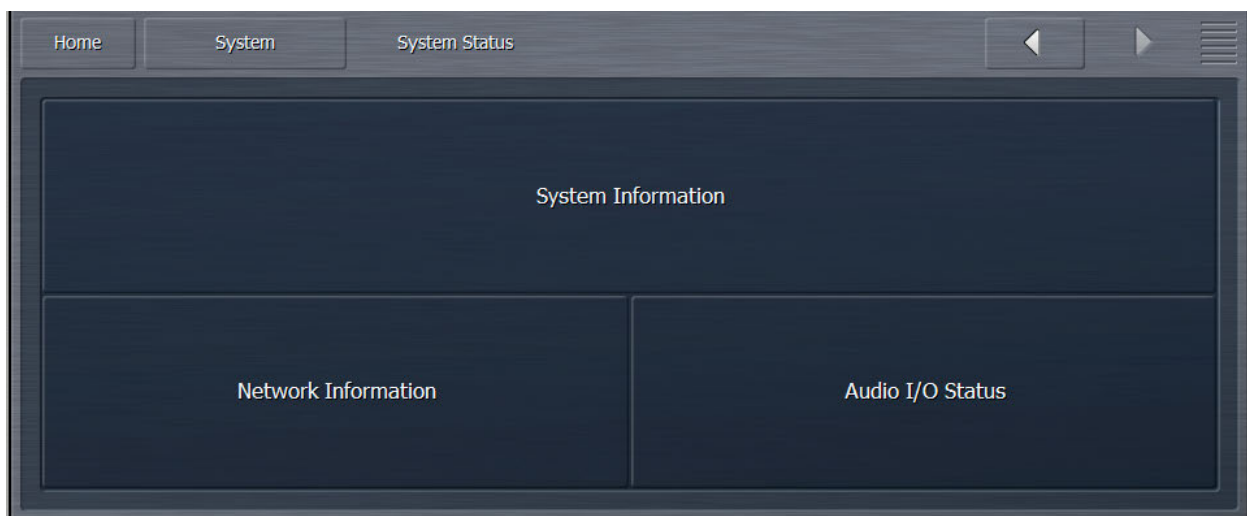 Home System System Status
System Information
Network Information Audio I/O Status